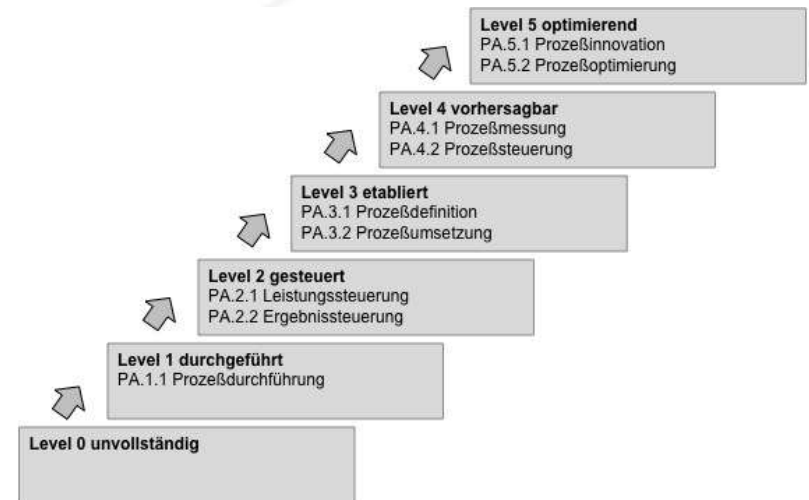 Level 5 optimierend
PA.5.1 Prozeßinnovation
PA.5.2 Prozeßoptimierung
Level 4 vorhersagbar
PA.4.1 Prozeßmessung
PA.4.2 Prozeßsteuerung
Level 3 etabliert
PA.3.1 Prozeßdefinition
PA.3.2 Prozeßumsetzung
Level 2 gesteuert
PA.2.1 Leistungssteuerung
PA.2.2 Ergebnissteuerung
Level 1 durchgeführt
PA.1.1 Prozeßdurchführung
Level 0 unvollständig